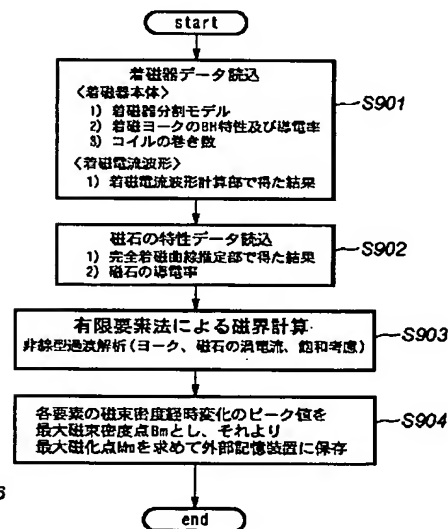 start
着磁器データ読込
〈着磁器本体〉
1) 着磁器分割モデル
2) 着磁ヨークのBH特性及び導電率
3) コイルの巻き数
〈着磁電流波形〉
1) 着磁電流波形計算部で得た結果
S901
磁石の特性データ読込
1) 完全着磁曲線推定部で得た結果
2) 磁石の導電率
S902
有限要素法による磁界計算
非線型過渡解析(ヨーク、磁石の渦電流、飽和考慮)
S903
各要素の磁束密度経時変化のピーク値を
最大磁束密度点Bmとし、それより
最大磁化点Mmを求めて外部記憶装置に保存
S904
6
end